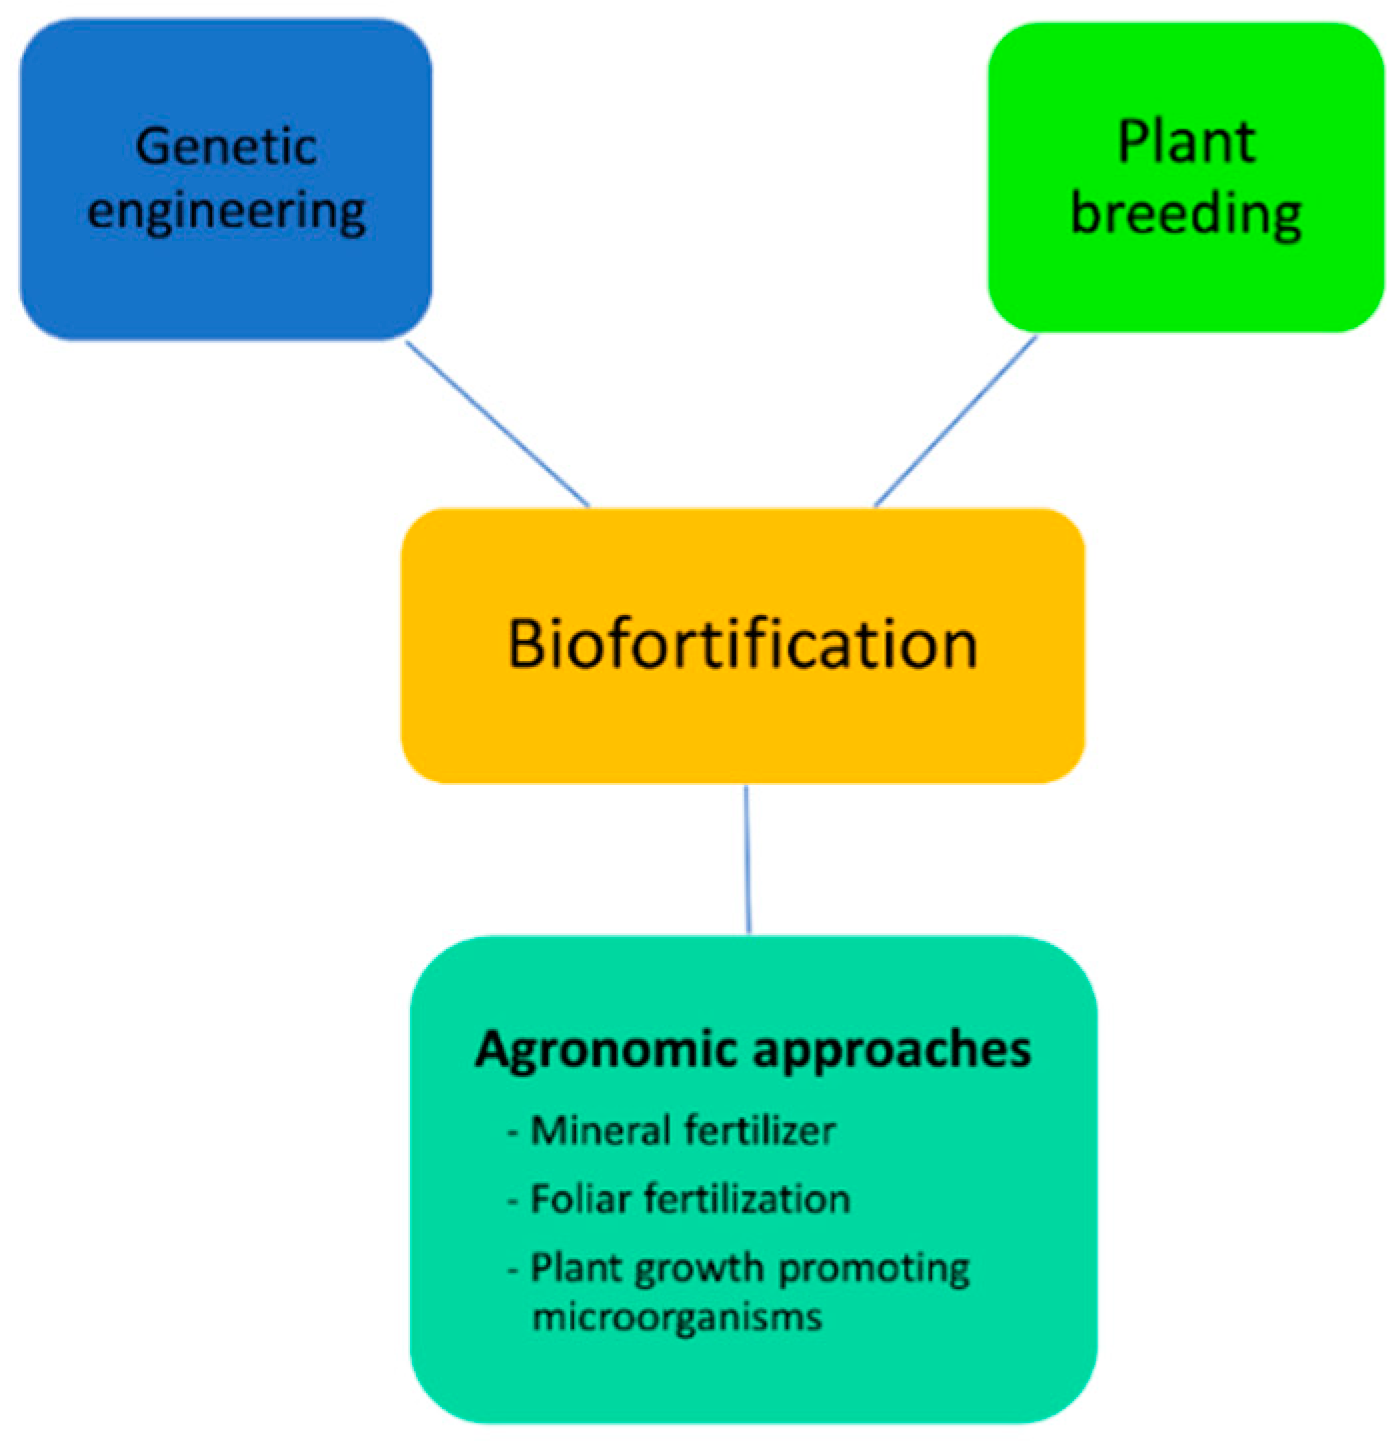 Genetic
engineering
Plant
breeding
Biofortification
Agronomic approaches
- Mineral fertilizer
- Foliar fertilization
- Plant growth promoting
microorganisms